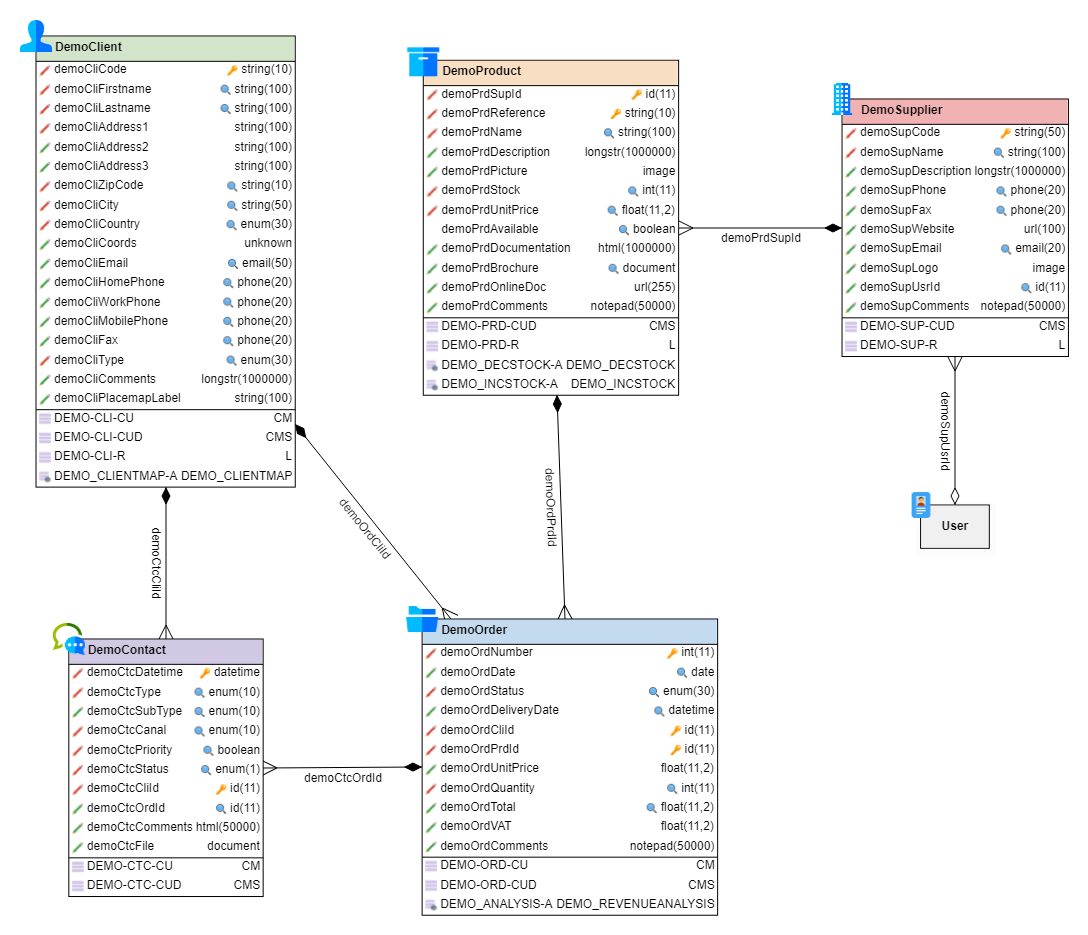 DemoClient
demoCliCode string(10)
demoCliFirstname string(100)
demoCliLastname string(100)
demoCliAddress1 string(100)
demoCliAddress2 string(100)
demoCliAddress3 string(100)
demoCliZipCode string(10)
demoCliCity string(50)
demoCliCountry enum(30)
demoCliCoords unknown
demoCliEmail email(50)
demoCliHomePhone phone(20)
demoCliWorkPhone phone(20)
demoCliMobilePhone phone(20)
demoCliFax phone(20)
demoCliType enum(30)
demoCliComments longstr(1000000)
demoCliPlacemapLabel string(100)
DEMO-CLI-CU CM
DEMO-CLI-CUD CMS
DEMO-CLI-R L
DEMO_CLIENTMAP-A DEMO_CLIENTMAP
DemoProduct
demoPrdSupId id(11)
demoPrdReference string(10)
demoPrdName string(100)
demoPrdDescription longstr(1000000)
demoPrdPicture image
demoPrdStock int(11)
demoPrdUnitPrice float(11,2)
demoPrdAvailable boolean
demoPrdDocumentation html(1000000)
demoPrdBrochure document
demoPrdOnlineDoc url(255)
demoPrdComments notepad(50000)
DEMO-PRD-CUD CMS
DEMO-PRD-R L
DEMO_DECSTOCK-A DEMO_DECSTOCK
DEMO_INCSTOCK-A DEMO_INCSTOCK
demoPrdSupId
DemoSupplier
demoSupCode string(50)
demoSupName string(100)
demoSupDescription longstr(1000000)
demoSupPhone phone(20)
demoSupFax phone(20)
demoSupWebsite url(100)
demoSupEmail email(20)
demoSupLogo image
demoSupUsrId id(11)
demoSupComments notepad(50000)
DEMO-SUP-CUD CMS
DEMO-SUP-R L
demoSupUsrId
User
demoCtcCliId
demoOrdCliId
demoOrdPrdId
DemoContact
demoCtcDatetime datetime
demoCtcType enum(10)
demoCtcSubType enum(10)
demoCtcCanal enum(10)
demoCtcPriority boolean
demoCtcStatus enum(1)
demoCtcCliId id(11)
demoCtcOrdId id(11)
demoCtcComments html(50000)
demoCtcFile document
DEMO-CTC-CU CM
DEMO-CTC-CUD CMS
demoCtcOrdId
DemoOrder
demoOrdNumber int(11)
demoOrdDate date
demoOrdStatus enum(30)
demoOrdDeliveryDate datetime
demoOrdCliId id(11)
demoOrdPrdId id(11)
demoOrdUnitPrice float(11,2)
demoOrdQuantity int(11)
demoOrdTotal float(11,2)
demoOrdVAT float(11,2)
demoOrdComments notepad(50000)
DEMO-ORD-CU CM
DEMO-ORD-CUD CMS
DEMO_ANALYSIS-A DEMO_REVENUEANALYSIS